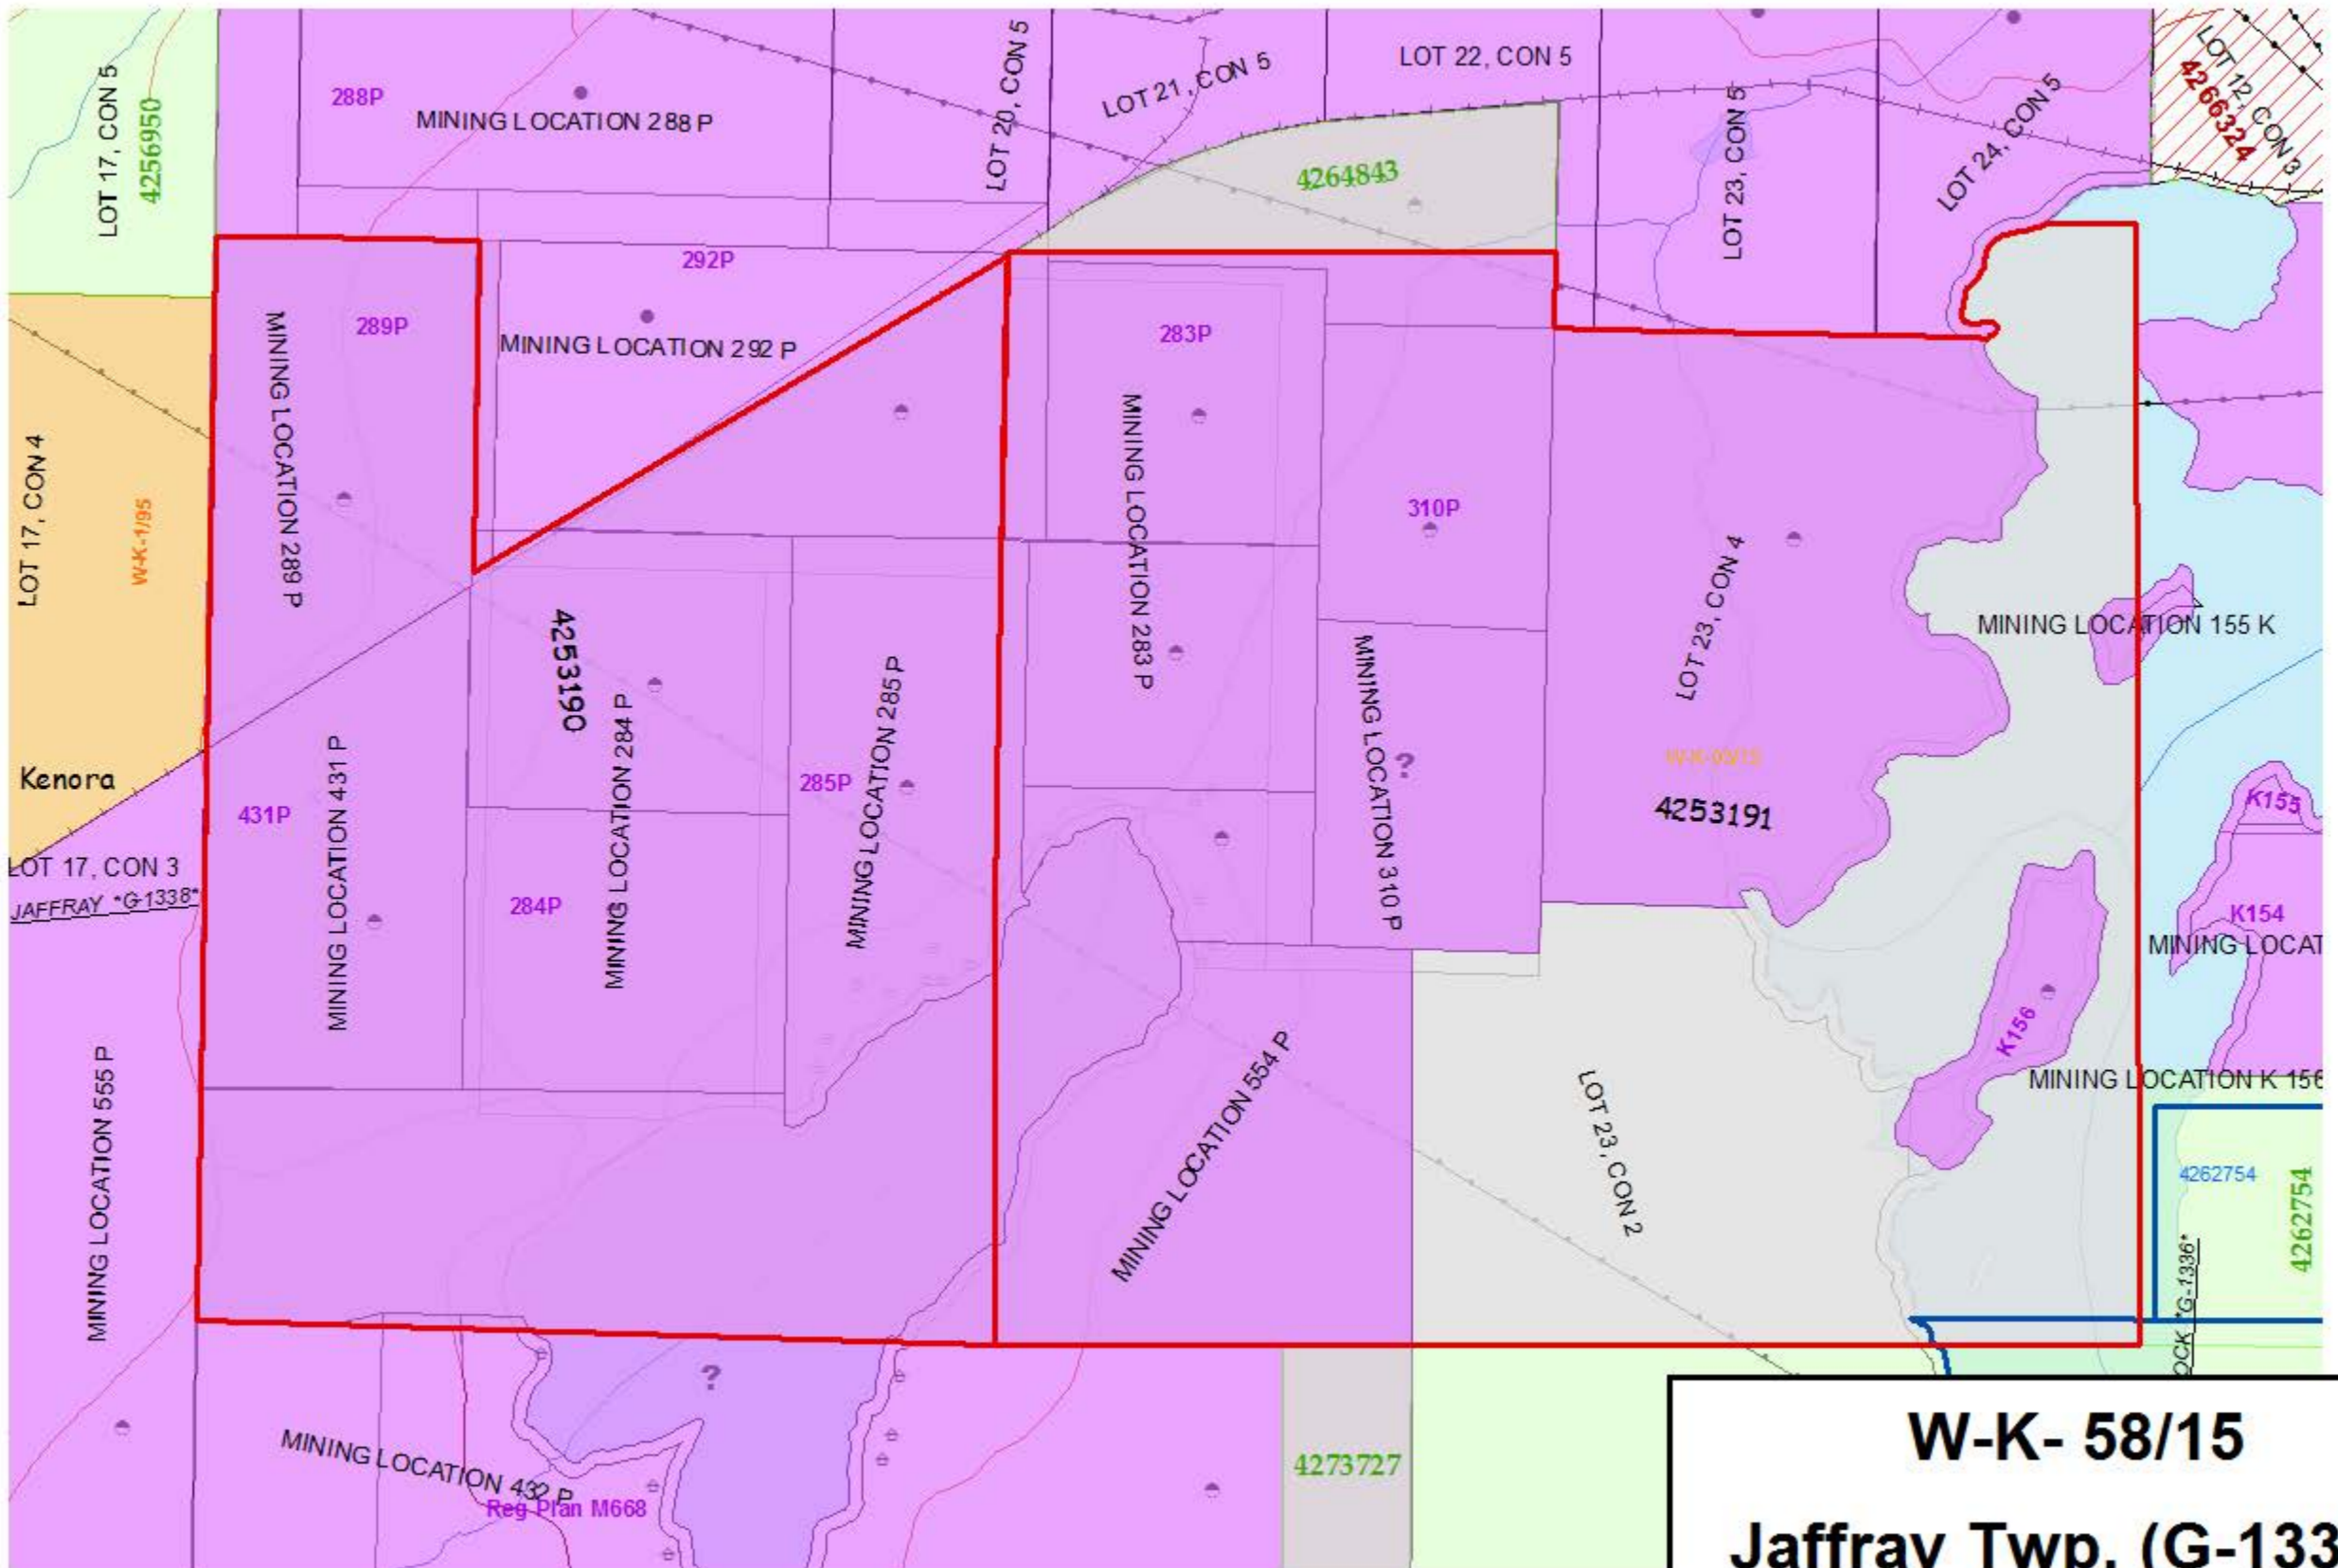 LOT 17, CON 5
4256950
288P
MINING LOCATION 288 P
LOT 20, CON 5
LOT 21, CON 5
LOT 22, CON 5
LOT 23, CON 5
LOT 24, CON 5
LOT 12, CON 3
4266324
4264843
292P
MINING LOCATION 292 P
289P
MINING LOCATION 289 P
283P
MINING LOCATION 283 P
310P
MINING LOCATION 310 P
?
LOT 23, CON 4
4253191
MINING LOCATION 155 K
LOT 17, CON 4
W-K-1/95
Kenora
4253190
MINING LOCATION 284 P
284P
285P
MINING LOCATION 285 P
431P
MINING LOCATION 431 P
LOT 17, CON 3
JAFFRAY *G-1338*
MINING LOCATION 555 P
MINING LOCATION 554 P
LOT 23, CON 2
K155
K154
MINING LOCAT
K156
MINING LOCATION K 156
4262754
4262754
OCK *G-1336*
?
MINING LOCATION 432 P
Reg Plan M668
4273727
W-K- 58/15
Jaffray Twp. (G-133